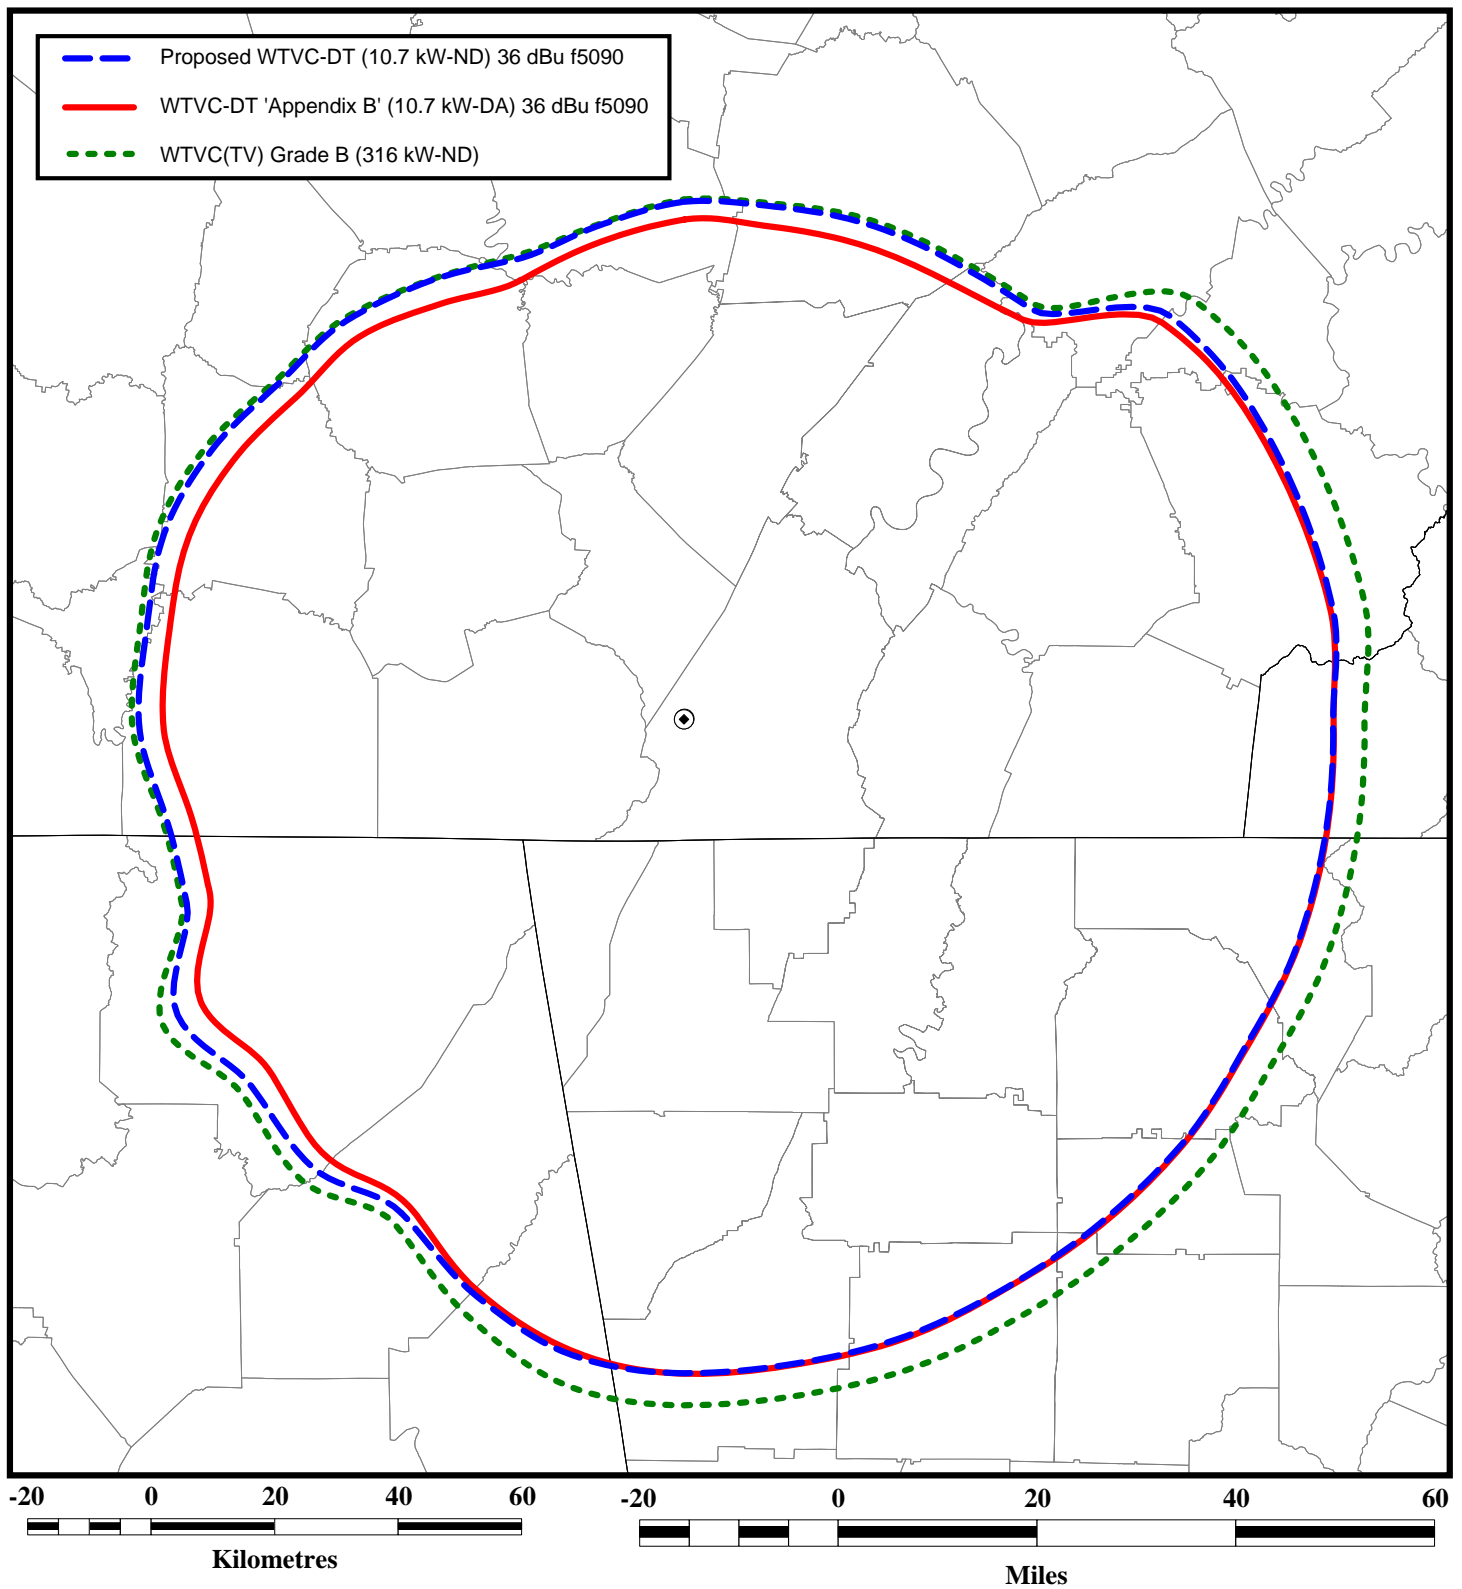 Proposed WTVC-DT (10.7 kW-ND) 36 dBu f5090
WTVC-DT 'Appendix B' (10.7 kW-DA) 36 dBu f5090
WTVC(TV) Grade B (316 kW-ND)
-20 0 20 40 60
Kilometres
-20 0 20 40 60
Miles